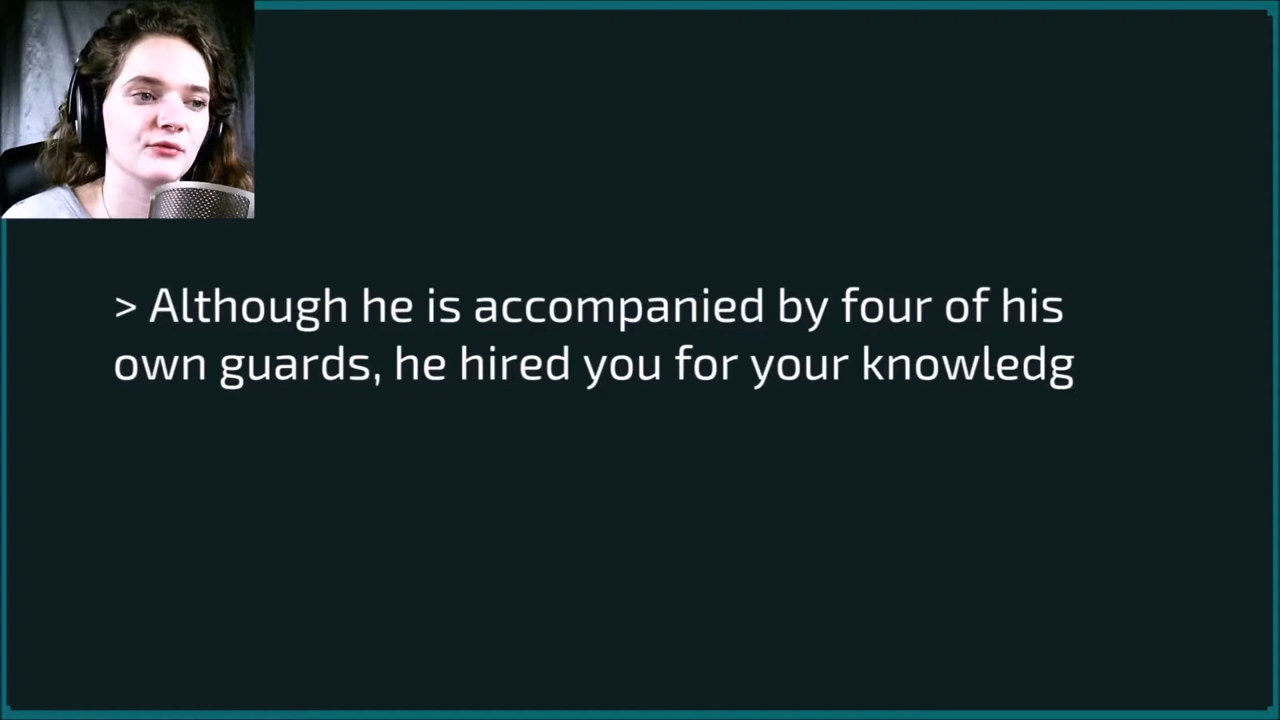 > Although he is accompanied by four of his
own guards, he hired you for your knowledg